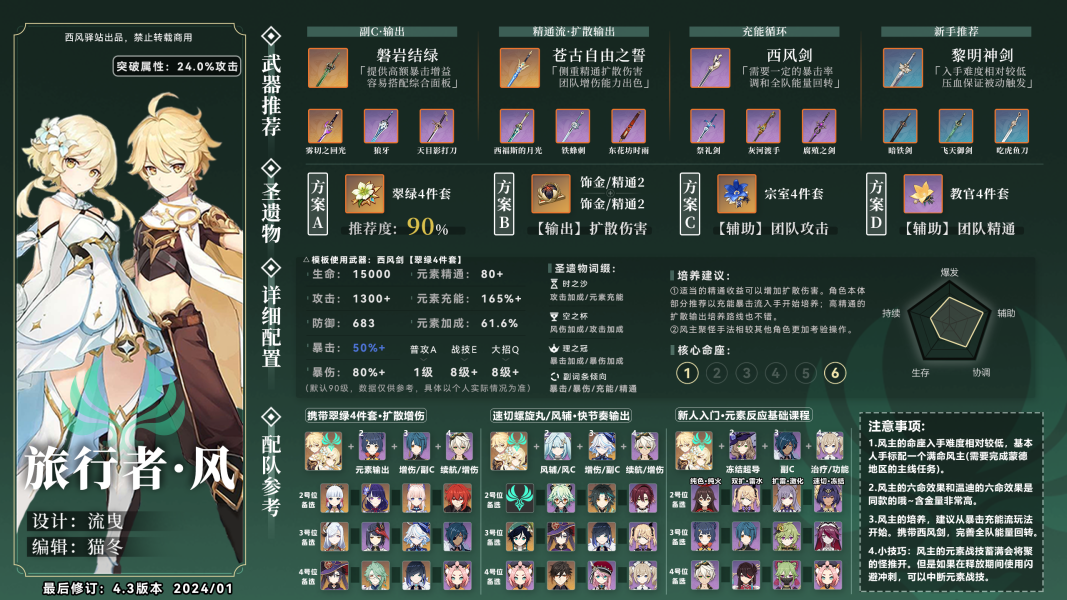 西风驿站出品，禁止转载商用
突破属性：24.0%攻击
旅行者·风
设计：流曳
编辑：猫冬
最后修订：4.3版本 2024/01
武器推荐
副C·输出
磐岩结绿
「提供高额暴击增益
容易搭配综合面板」
雾切之回光
狼牙
天目影打刀
精通流·扩散输出
苍古自由之誓
「侧重精通扩散伤害
团队增伤能力出色」
西福斯的月光
铁蜂刺
东花坊时雨
充能循环
西风剑
「需要一定的暴击率
调和全队能量回转」
祭礼剑
灰河渡手
腐殖之剑
新手推荐
黎明神剑
「入手难度相对较低
压血保证被动触发」
暗铁剑
飞天御剑
吃虎鱼刀
圣遗物
方案A
翠绿4件套
推荐度：90%
方案B
饰金/精通2
+
饰金/精通2
【输出】扩散伤害
方案C
宗室4件套
【辅助】团队攻击
方案D
教官4件套
【辅助】团队精通
详细配置
△模板使用武器：西风剑【翠绿4件套】
生命：15000
元素精通：80+
攻击：1300+
元素充能：165%+
防御：683
元素加成：61.6%
暴击：50%+
普攻A 战技E 大招Q
暴伤：80%+
1级 8级+ 8级+
（默认90级，数据仅供参考，具体以个人实际情况为准）
圣遗物词缀：
时之沙
攻击加成/元素充能
空之杯
风伤加成/攻击加成
理之冠
暴击加成/暴伤加成
副词条倾向
暴击/暴伤/充能/精通
培养建议：
①适当的精通收益可以增加扩散伤害。角色本体
部分推荐以充能暴击流入手开始培养；高精通的
扩散输出培养路线也不错。
②风主聚怪手法相较其他角色更加考验操作。
核心命座：
1 2 3 4 5 6
爆发
辅助
协调
生存
持续
配队参考
携带翠绿4件套·扩散增伤
1 + 2 + 3 + 4
元素输出
增伤/副C
续航/增伤
2号位
备选
3号位
备选
4号位
备选
速切螺旋丸/风辅·快节奏输出
1 + 2 + 3 + 4
风辅/风C
增伤/副C
续航/增伤
2号位
备选
3号位
备选
4号位
备选
新人入门·元素反应基础课程
1 + 2 + 3 + 4
冻结超导
副C
治疗/功能
纯色·纯火
双扩·雷水
扩雷·激化
速切·冻结
2号位
备选
3号位
备选
4号位
备选
注意事项：
1.风主的命座入手难度相对较低，基本
人手标配一个满命风主(需要完成蒙德
地区的主线任务)。
2.风主的六命效果和温迪的六命效果是
同款的哦~含金量非常高。
3.风主的培养，建议从暴击充能流玩法
开始。携带西风剑，完善全队能量回转。
4.小技巧：风主的元素战技蓄满会将聚
的怪推开。但是如果在释放期间使用闪
避冲刺，可以中断元素战技。